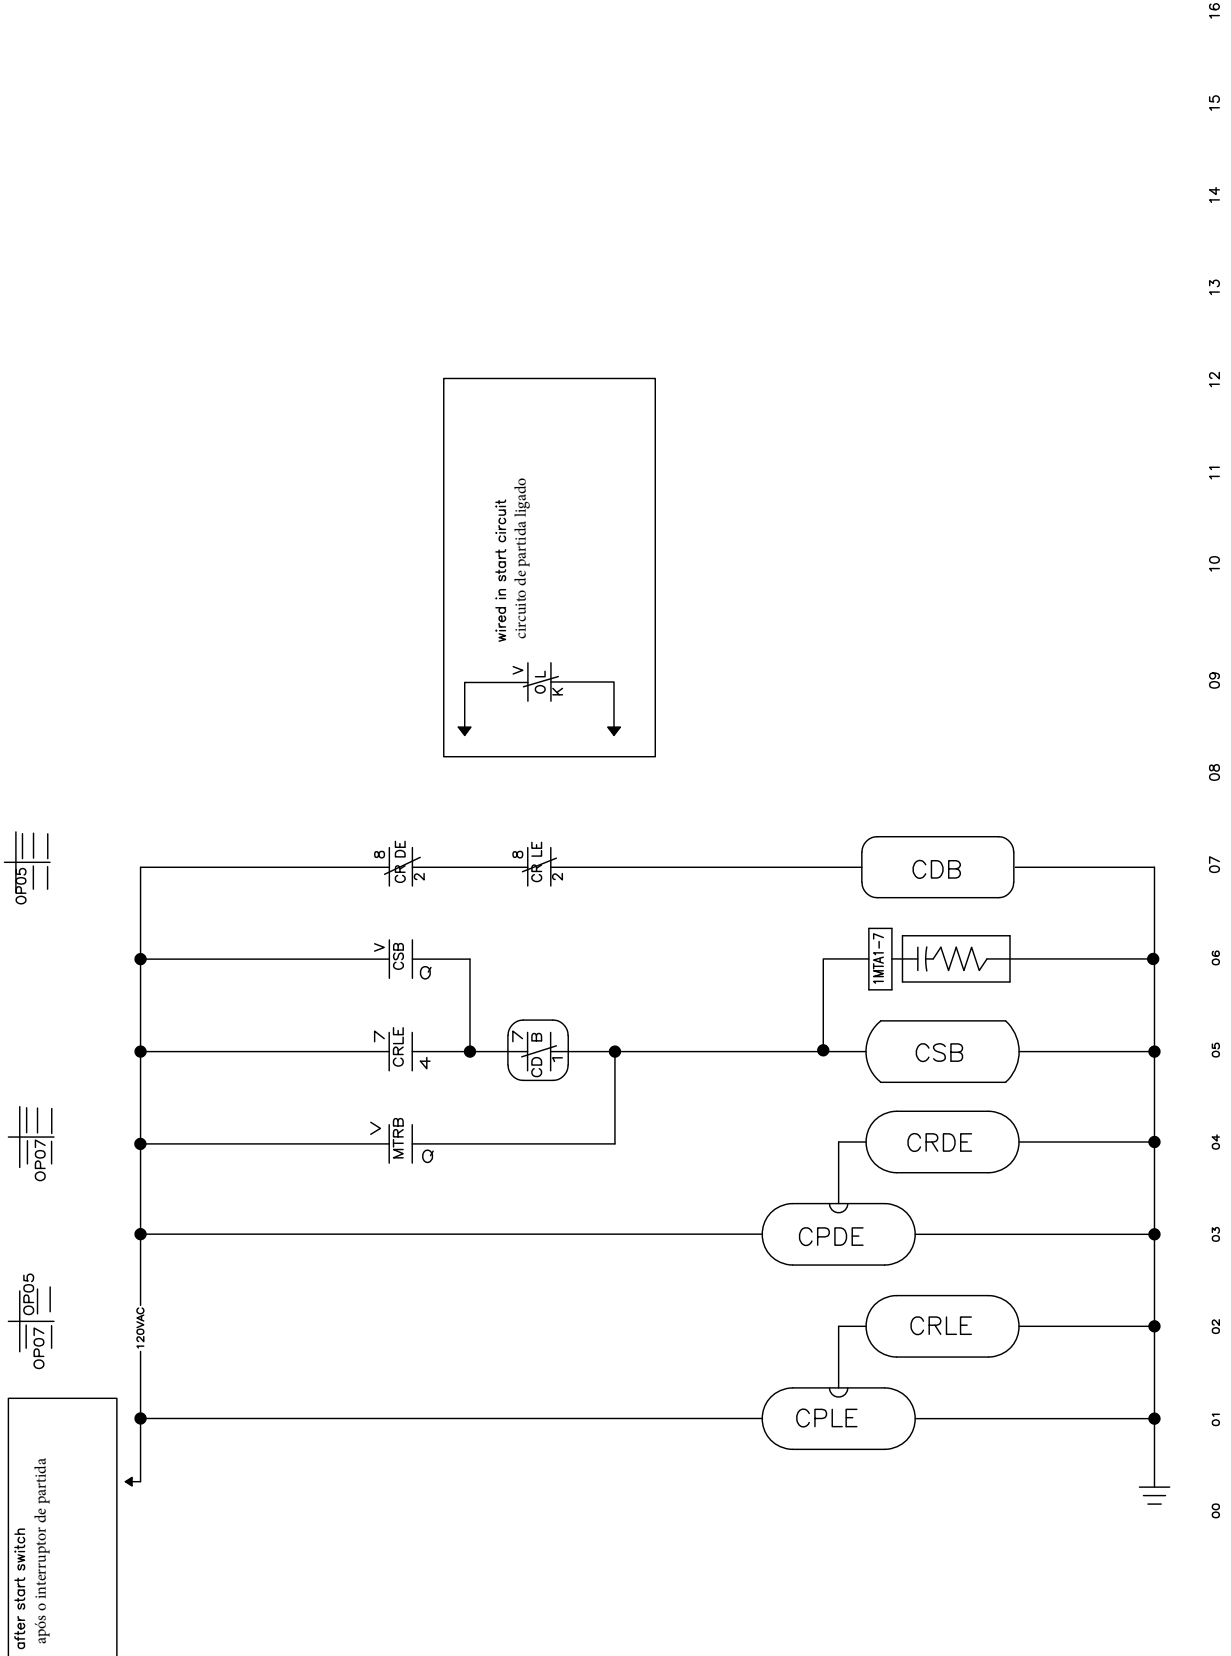 after start switch
após o interruptor de partida
OP07
OP05
OP07
OP05
120VAC
wired in start circuit
circuito de partida ligado
V
O L
K
V
MTRB
Q
7
CRLE
4
V
CSB
Q
8
CR DE
2
8
CR LE
2
7
CD B
1
1MTA1-7
CPLE
CRLE
CPDE
CRDE
CSB
CDB
00
01
02
03
04
05
06
07
08
09
10
11
12
13
14
15
16